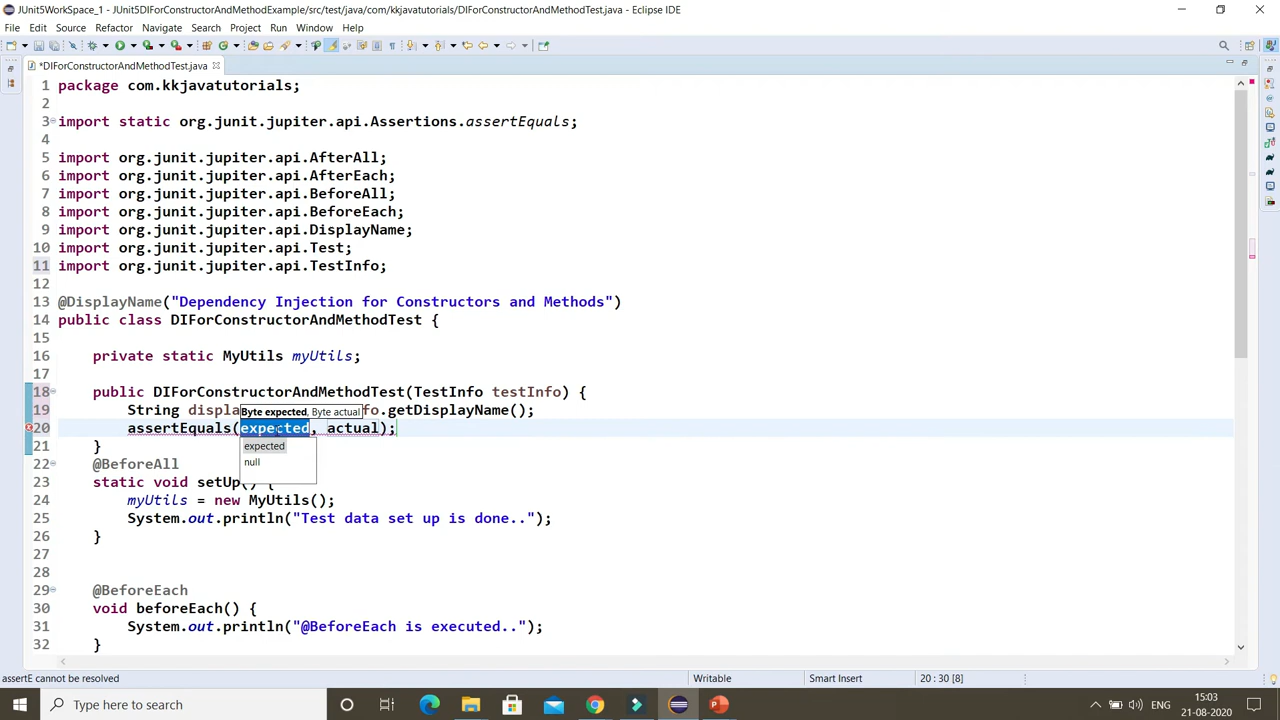 JUnit5WorkSpace_1 - JUnit5DIForConstructorAndMethodExample/src/test/java/com/kkjavatutorials/DIForConstructorAndMethodTest.java - Eclipse IDE
File Edit Source Refactor Navigate Search Project Run Window Help
*DIForConstructorAndMethodTest.java
1 package com.kkjavatutorials;
2
3 import static org.junit.jupiter.api.Assertions.assertEquals;
4
5 import org.junit.jupiter.api.AfterAll;
6 import org.junit.jupiter.api.AfterEach;
7 import org.junit.jupiter.api.BeforeAll;
8 import org.junit.jupiter.api.BeforeEach;
9 import org.junit.jupiter.api.DisplayName;
10 import org.junit.jupiter.api.Test;
11 import org.junit.jupiter.api.TestInfo;
12
13 @DisplayName("Dependency Injection for Constructors and Methods")
14 public class DIForConstructorAndMethodTest {
15
16 private static MyUtils myUtils;
17
18 public DIForConstructorAndMethodTest(TestInfo testInfo) {
Byte expected, Byte actual
19 String displa fo.getDisplayName();
20 assertEquals(expected, actual);
21 }
expected
22 @BeforeAll
null
23 static void setUp() {
24 myUtils = new MyUtils();
25 System.out.println("Test data set up is done..");
26 }
27
28
29 @BeforeEach
30 void beforeEach() {
31 System.out.println("@BeforeEach is executed..");
32 }
assertE cannot be resolved Writable Smart Insert 20 : 30 [8]
Type here to search ENG 15:03
21-08-2020